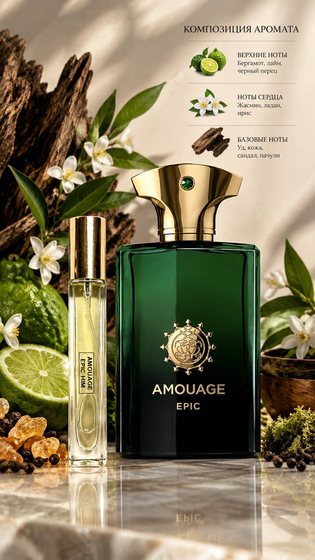 КОМПОЗИЦИЯ АРОМАТА
ВЕРХНИЕ НОТЫ
Бергамот, лайм,
черный перец
НОТЫ СЕРДЦА
Жасмин, ладан,
ирис
БАЗОВЫЕ НОТЫ
Уд, кожа,
сандал, пачули
AMOUAGE
EPIC HIM
AMOUAGE
EPIC